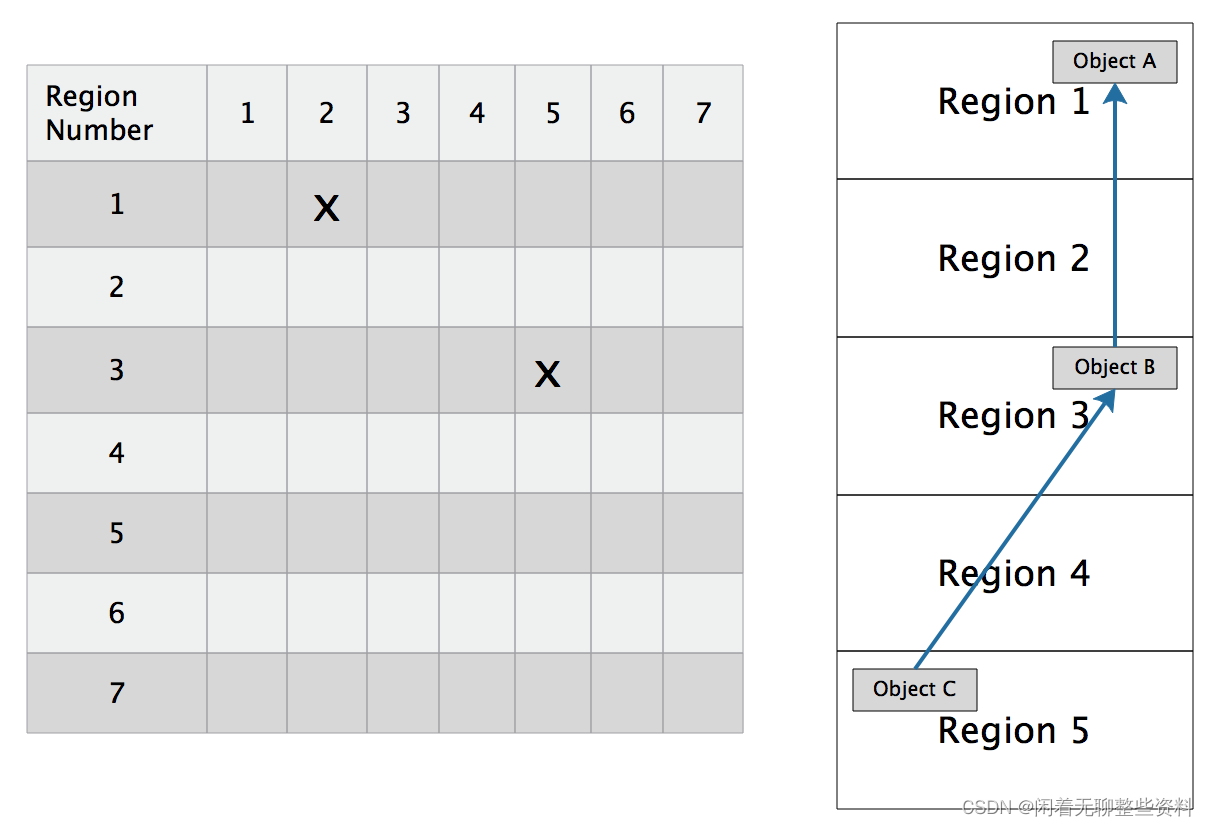 Region
Number
1 2 3 4 5 6 7
1
X
2
3
X
4
5
6
7
Object A
Region 1
Region 2
Object B
Region 3
Region 4
Object C
Region 5
CSDN @闲着无聊整些资料